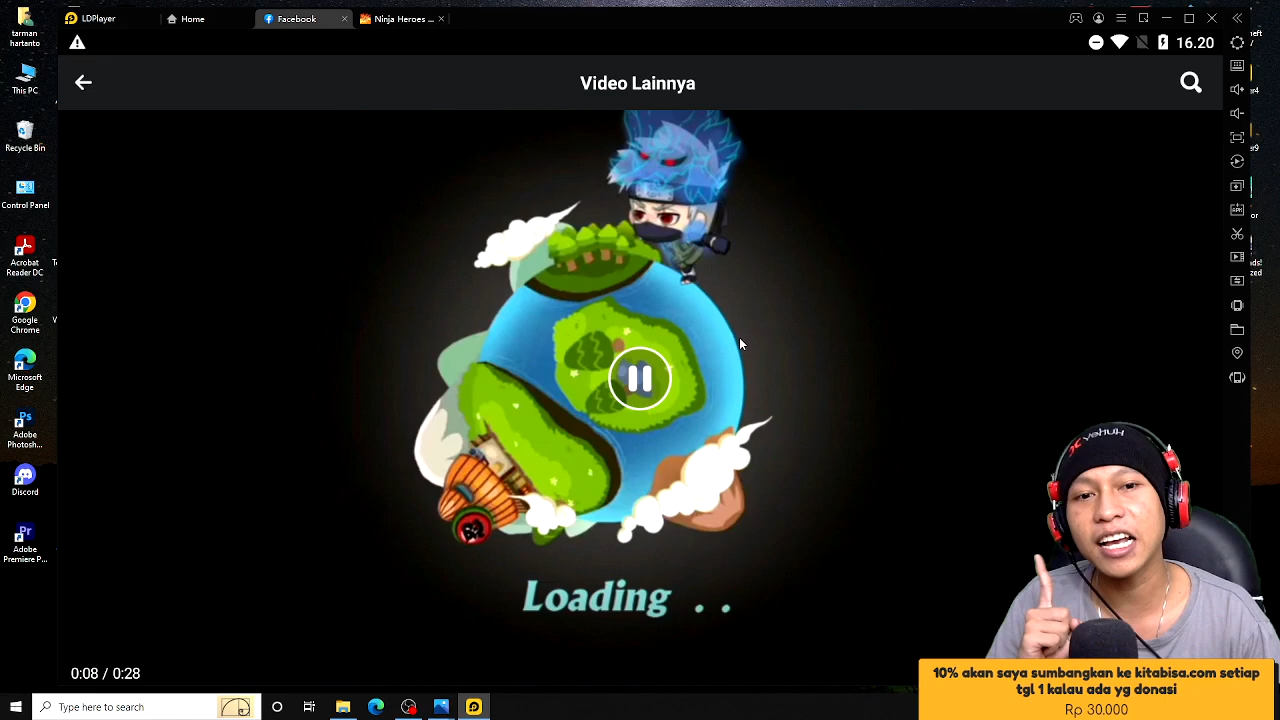 tarman
hartanto
This PC
Recycle Bin
Control
Panel
Acrobat
Reader DC
Google
Chrome
Microsoft
Edge
Adobe
Photosh...
Discord
Adobe
Premiere P...
LDPlayer
Home
Facebook
Ninja Heroes ...
16.20
Video Lainnya
Loading . .
0:08 / 0:28
10% akan saya sumbangkan ke kitabisa.com setiap
tgl 1 kalau ada yg donasi
Rp 30.000
Type here to search